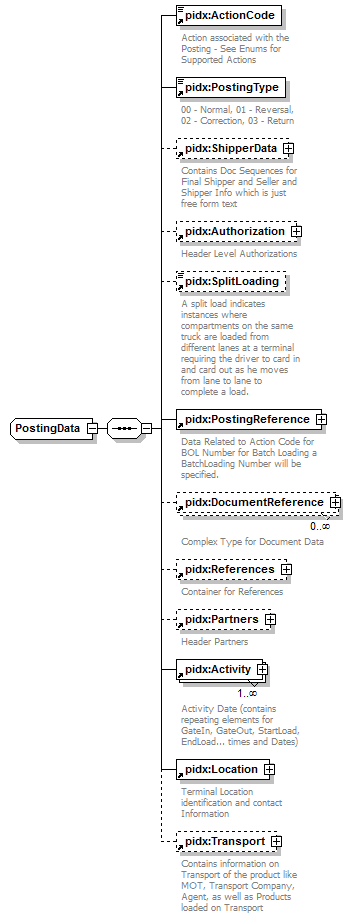 pidx:ActionCode
Action associated with the
Posting - See Enums for
Supported Actions
pidx:PostingType
00 - Normal, 01 - Reversal,
02 - Correction, 03 - Return
pidx:ShipperData
Contains Doc Sequences for
Final Shipper and Seller and
Shipper Info which is just
free form text
pidx:Authorization
Header Level Authorizations
pidx:SplitLoading
A split load indicates
instances where
compartments on the same
truck are loaded from
different lanes at a terminal
requiring the driver to card in
and card out as he moves
from lane to lane to
complete a load.
PostingData
pidx:PostingReference
Data Related to Action Code for
BOL Number for Batch Loading a
BatchLoading Number will be
specified.
pidx:DocumentReference
0..∞
Complex Type for Document Data
pidx:References
Container for References
pidx:Partners
Header Partners
pidx:Activity
1..∞
Activity Date (contains
repeating elements for
GateIn, GateOut, StartLoad,
EndLoad... times and Dates)
pidx:Location
Terminal Location
identification and contact
Information
pidx:Transport
Contains information on
Transport of the product like
MOT, Transport Company,
Agent, as well as Products
loaded on Transport